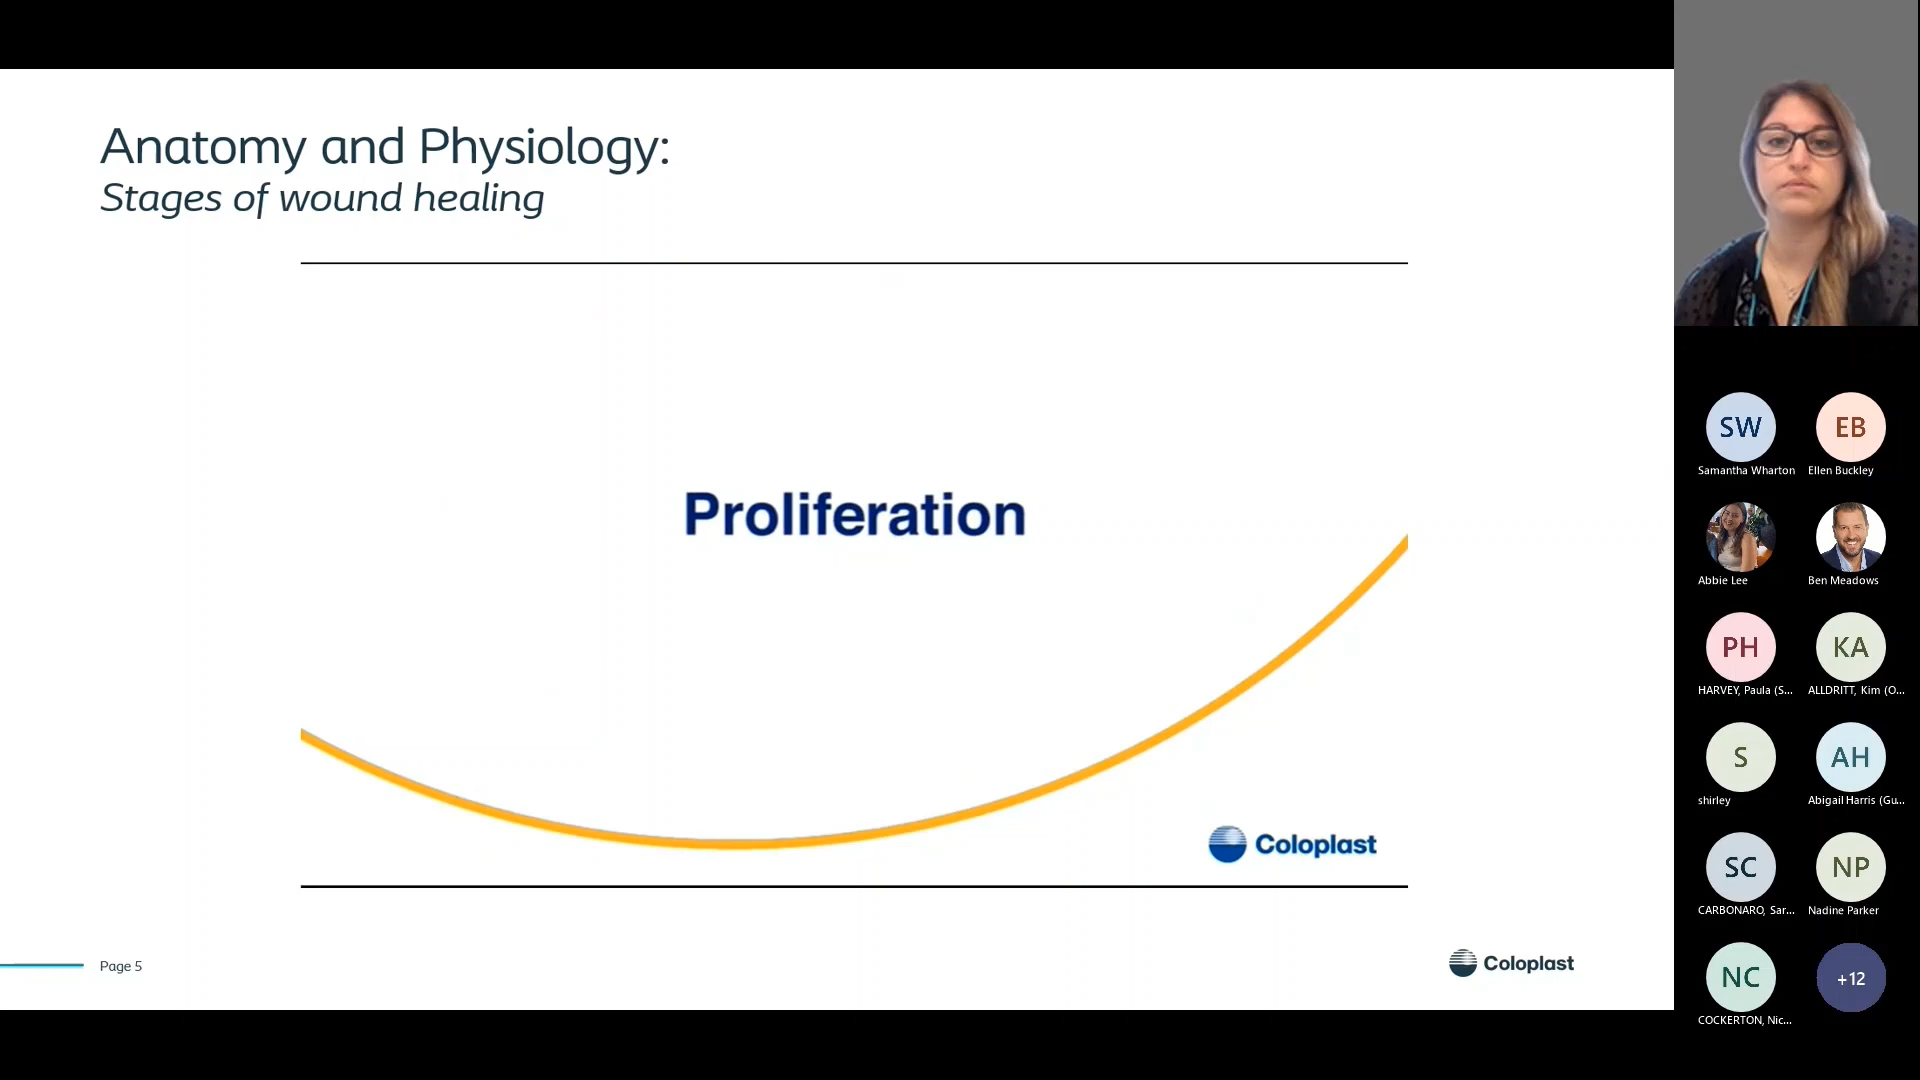 Anatomy and Physiology:
Stages of wound healing
Proliferation
Coloplast
Page 5
Coloplast
SW
EB
Samantha Wharton
Ellen Buckley
Abbie Lee
Ben Meadows
PH
KA
HARVEY, Paula (S...
ALLDRITT, Kim (O...
S
AH
shirley
Abigail Harris (Gu...
SC
NP
CARBONARO, Sar...
Nadine Parker
NC
+12
COCKERTON, Nic...